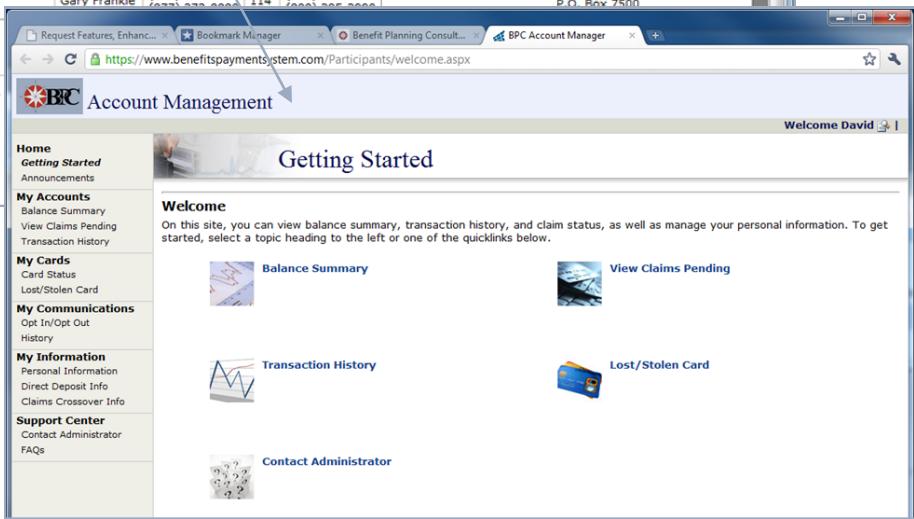 Gary Frankie (877) 272-0000 114
P.O. Box 7500
Request Features, Enhanc...
Bookmark Manager
Benefit Planning Consult...
BPC Account Manager
https://www.benefitspaymentsystem.com/Participants/welcome.aspx
BPC Account Management
Welcome David |
Home
Getting Started
Announcements
My Accounts
Balance Summary
View Claims Pending
Transaction History
My Cards
Card Status
Lost/Stolen Card
My Communications
Opt In/Opt Out
History
My Information
Personal Information
Direct Deposit Info
Claims Crossover Info
Support Center
Contact Administrator
FAQs
Getting Started
Welcome
On this site, you can view balance summary, transaction history, and claim status, as well as manage your personal information. To get
started, select a topic heading to the left or one of the quicklinks below.
Balance Summary
View Claims Pending
Transaction History
Lost/Stolen Card
Contact Administrator